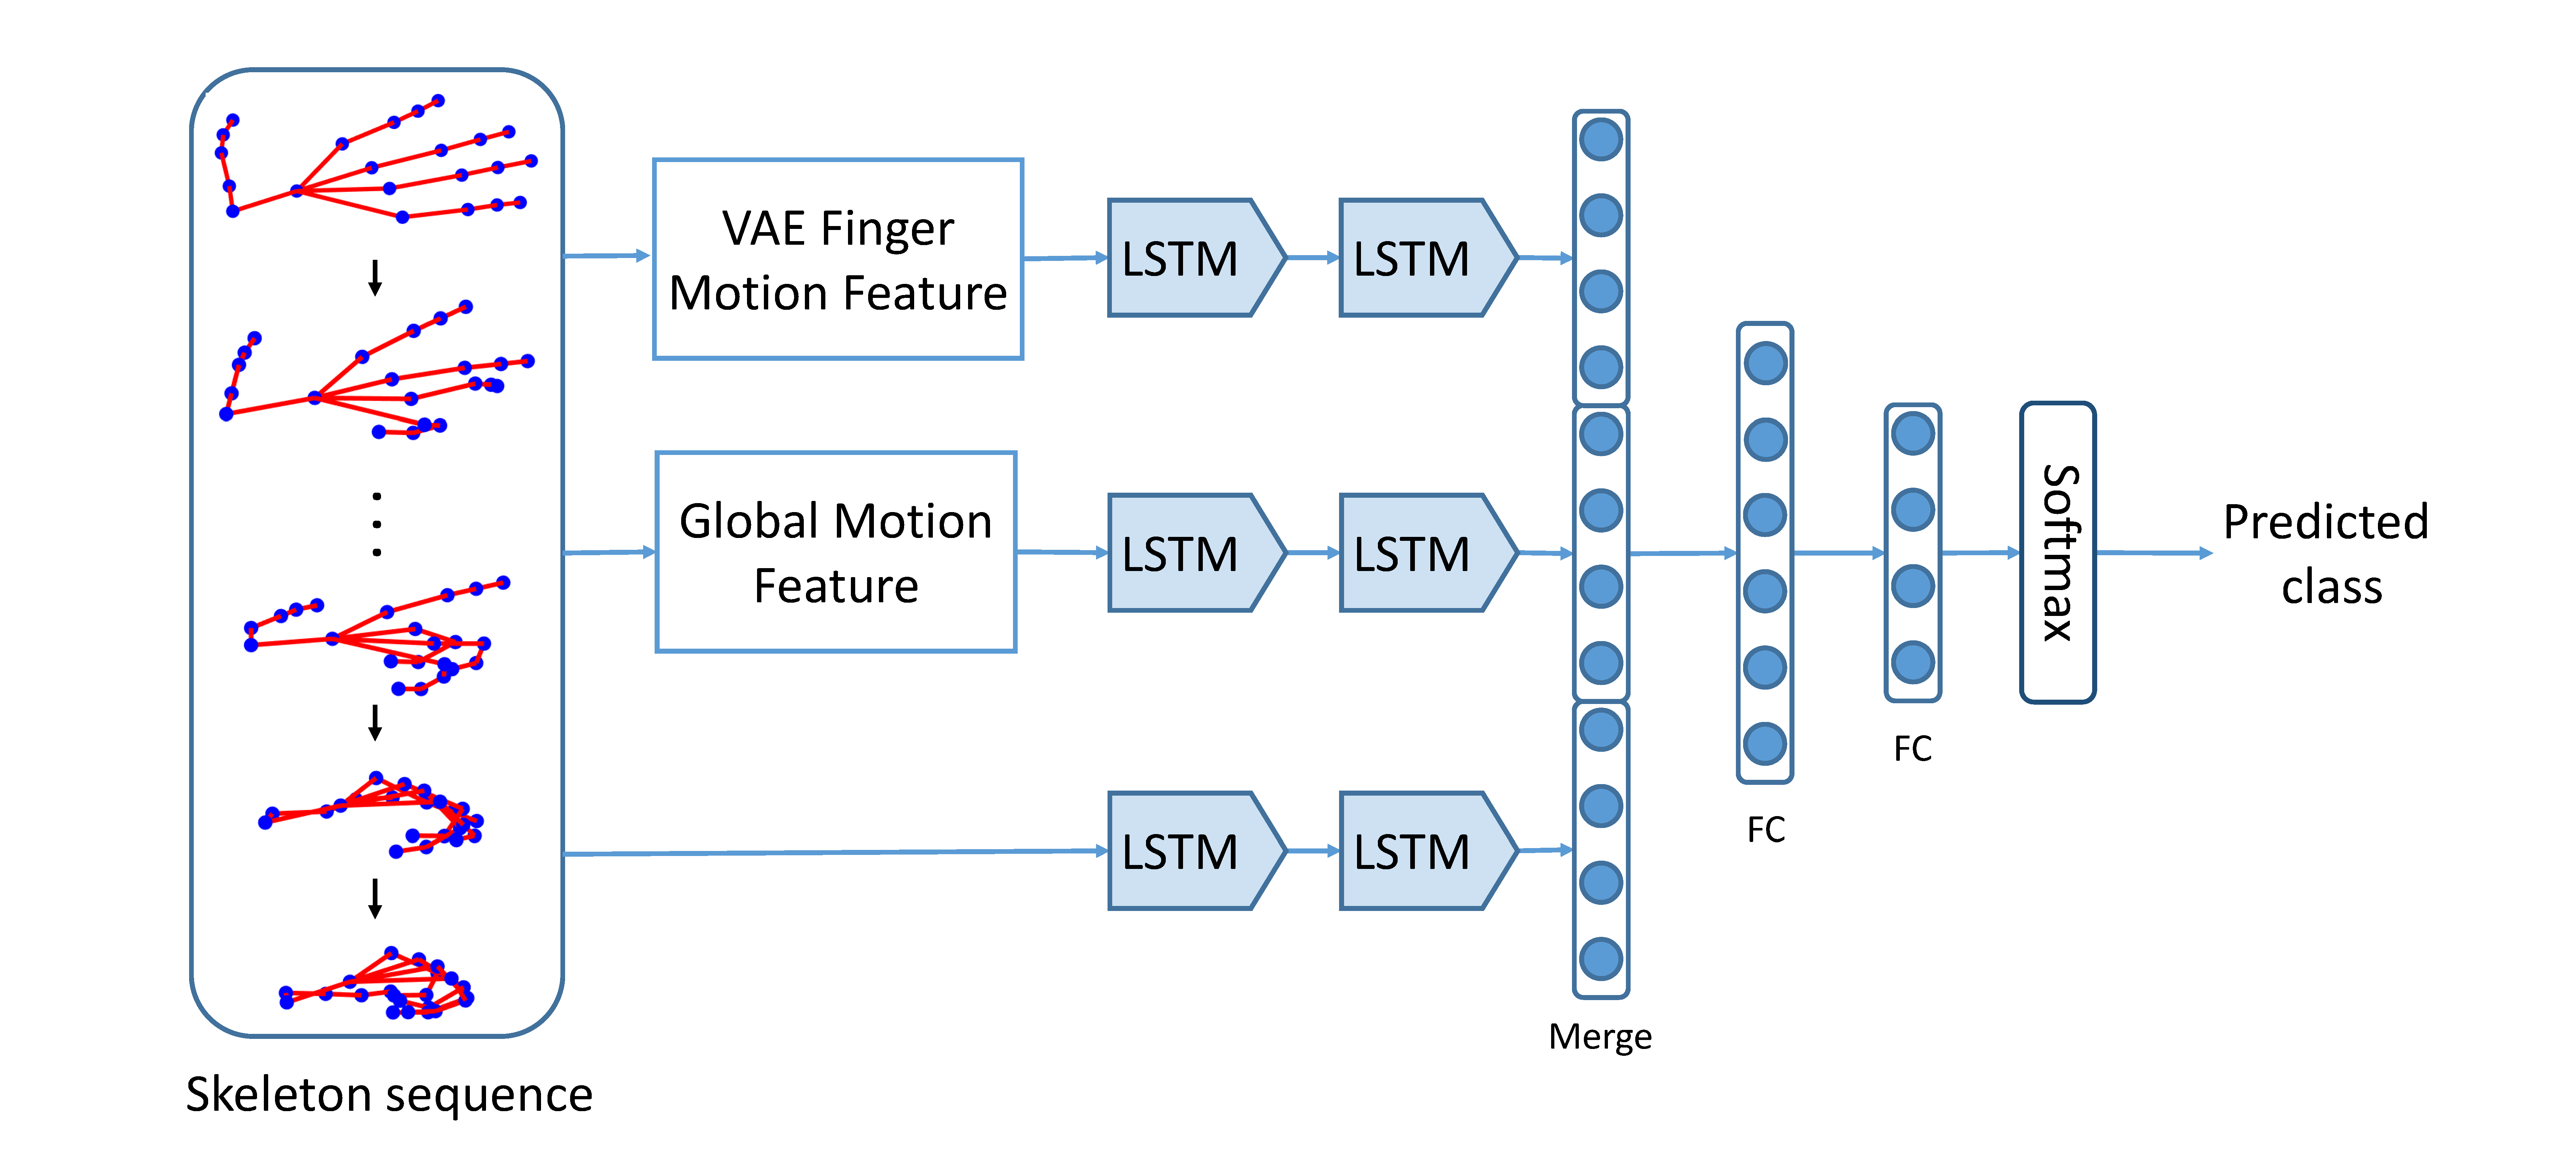 VAE Finger
Motion Feature
LSTM
LSTM
Global Motion
Feature
LSTM
LSTM
LSTM
LSTM
Merge
FC
FC
Softmax
Predicted
class
Skeleton sequence